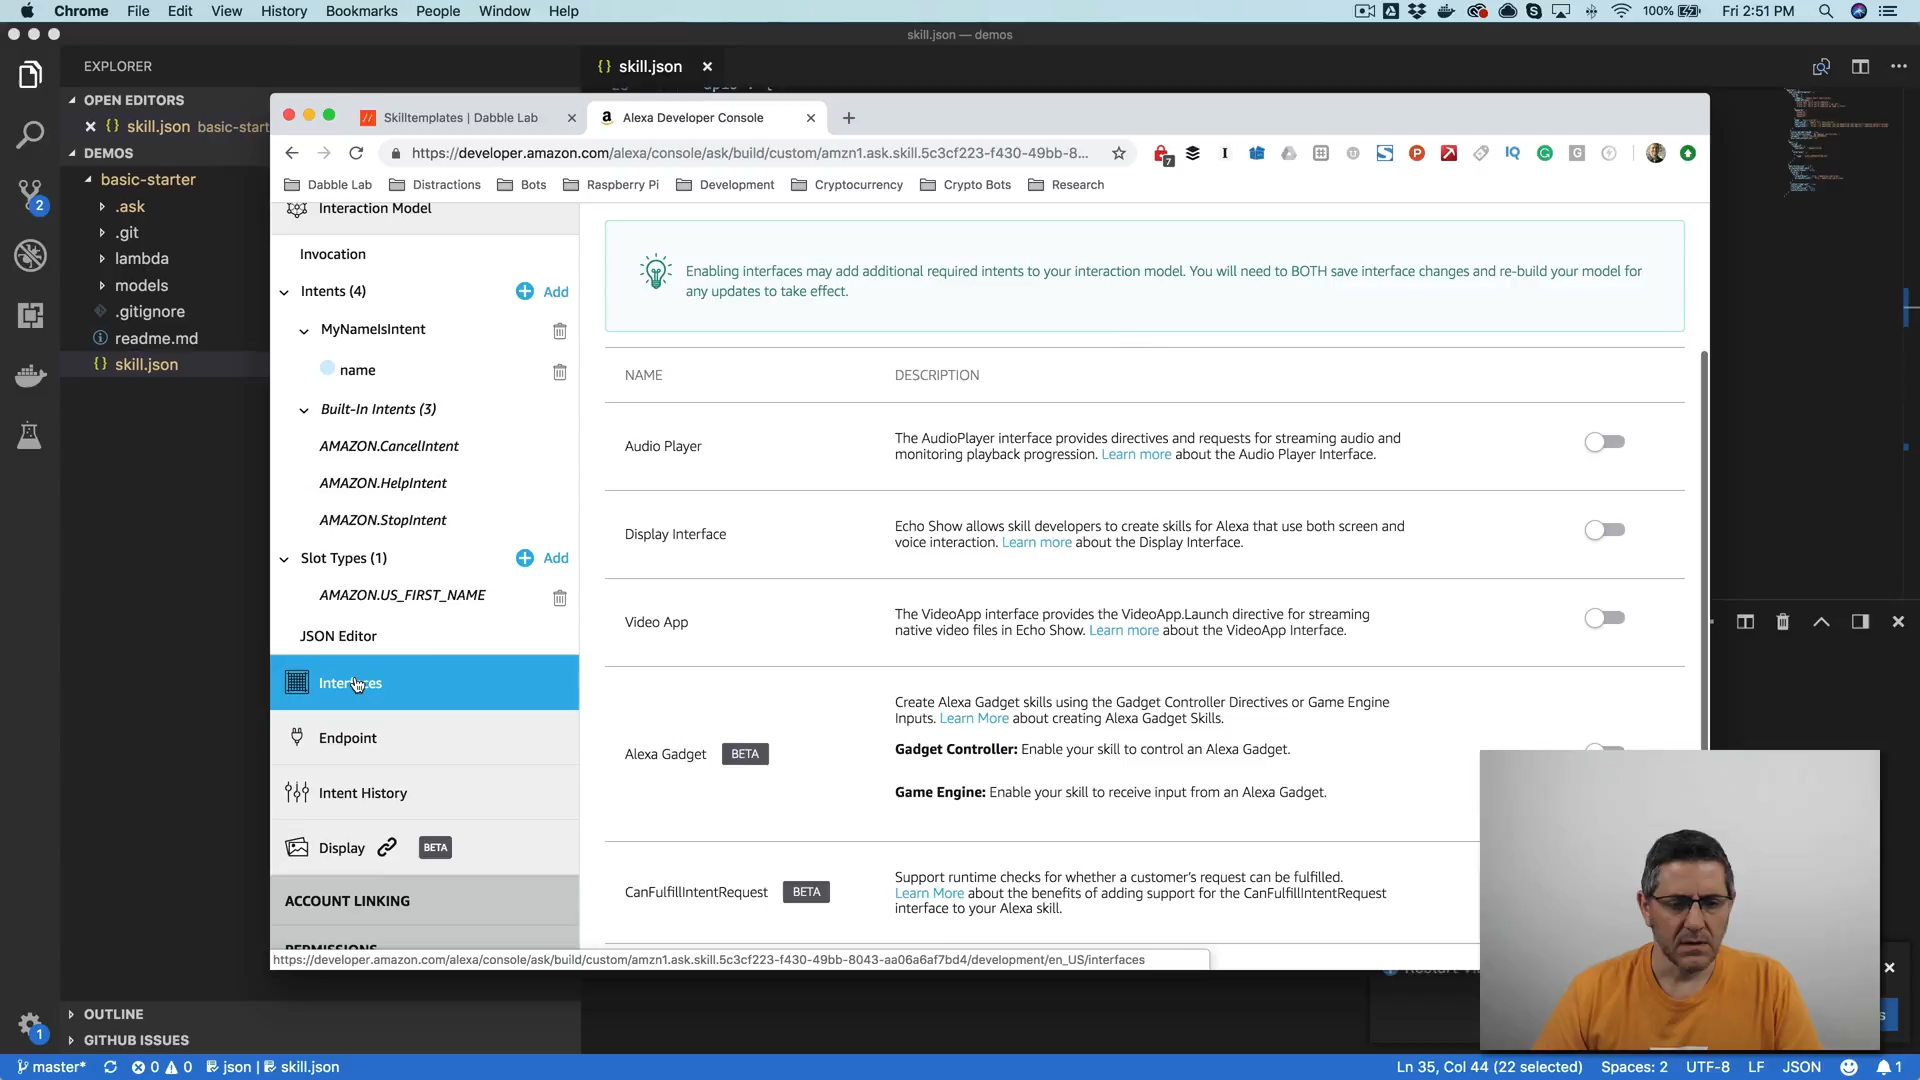 Chrome File Edit View History Bookmarks People Window Help 100% Fri 2:51 PM
skill.json — demos
EXPLORER
skill.json
OPEN EDITORS
skill.json basic-start
DEMOS
basic-starter
.ask
2
.git
lambda
models
.gitignore
readme.md
skill.json
Skilltemplates | Dabble Lab
Alexa Developer Console
https://developer.amazon.com/alexa/console/ask/build/custom/amzn1.ask.skill.5c3cf223-f430-49bb-8...
7
Dabble Lab Distractions Bots Raspberry Pi Development Cryptocurrency Crypto Bots Research
Interaction Model
Invocation
Intents (4) Add
MyNameIsIntent
name
Built-In Intents (3)
AMAZON.CancelIntent
AMAZON.HelpIntent
AMAZON.StopIntent
Slot Types (1) Add
AMAZON.US_FIRST_NAME
JSON Editor
Interfaces
Endpoint
Intent History
Display BETA
ACCOUNT LINKING
PERMISSIONS
Enabling interfaces may add additional required intents to your interaction model. You will need to BOTH save interface changes and re-build your model for
any updates to take effect.
NAME DESCRIPTION
Audio Player
The AudioPlayer interface provides directives and requests for streaming audio and
monitoring playback progression. Learn more about the Audio Player Interface.
Display Interface
Echo Show allows skill developers to create skills for Alexa that use both screen and
voice interaction. Learn more about the Display Interface.
Video App
The VideoApp interface provides the VideoApp.Launch directive for streaming
native video files in Echo Show. Learn more about the VideoApp Interface.
Alexa Gadget BETA
Create Alexa Gadget skills using the Gadget Controller Directives or Game Engine
Inputs. Learn More about creating Alexa Gadget Skills.
Gadget Controller: Enable your skill to control an Alexa Gadget.
Game Engine: Enable your skill to receive input from an Alexa Gadget.
CanFulfillIntentRequest BETA
Support runtime checks for whether a customer's request can be fulfilled.
Learn More about the benefits of adding support for the CanFulfillIntentRequest
interface to your Alexa skill.
https://developer.amazon.com/alexa/console/ask/build/custom/amzn1.ask.skill.5c3cf223-f430-49bb-8043-aa06a6af7bd4/development/en_US/interfaces
OUTLINE
GITHUB ISSUES
1
master* 0 0 json | skill.json Ln 35, Col 44 (22 selected) Spaces: 2 UTF-8 LF JSON 1